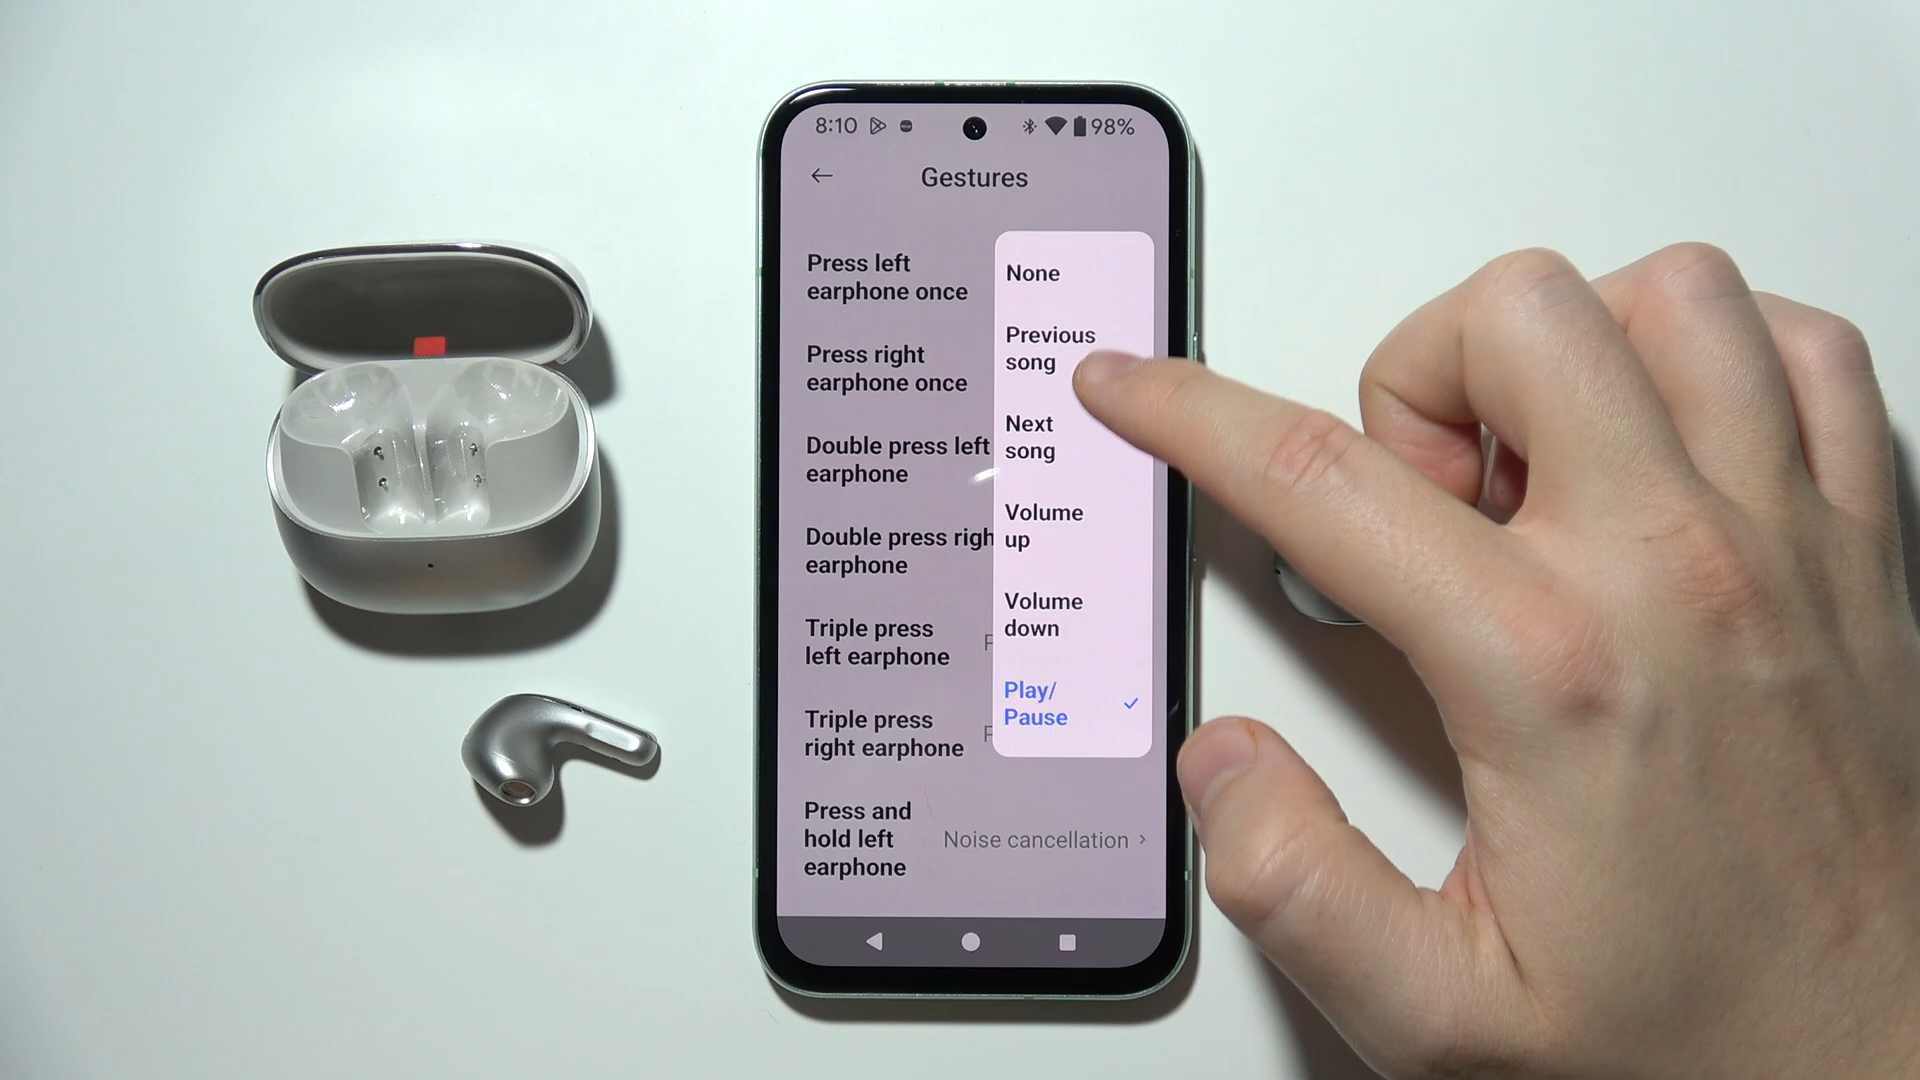 8:10
98%
Gestures
Press left
earphone once
Press right
earphone once
Double press left
earphone
Double press righ
earphone
Triple press
left earphone
Triple press
right earphone
Press and
hold left
earphone
Noise cancellation
None
Previous
song
Next
song
Volume
up
Volume
down
Play/
Pause